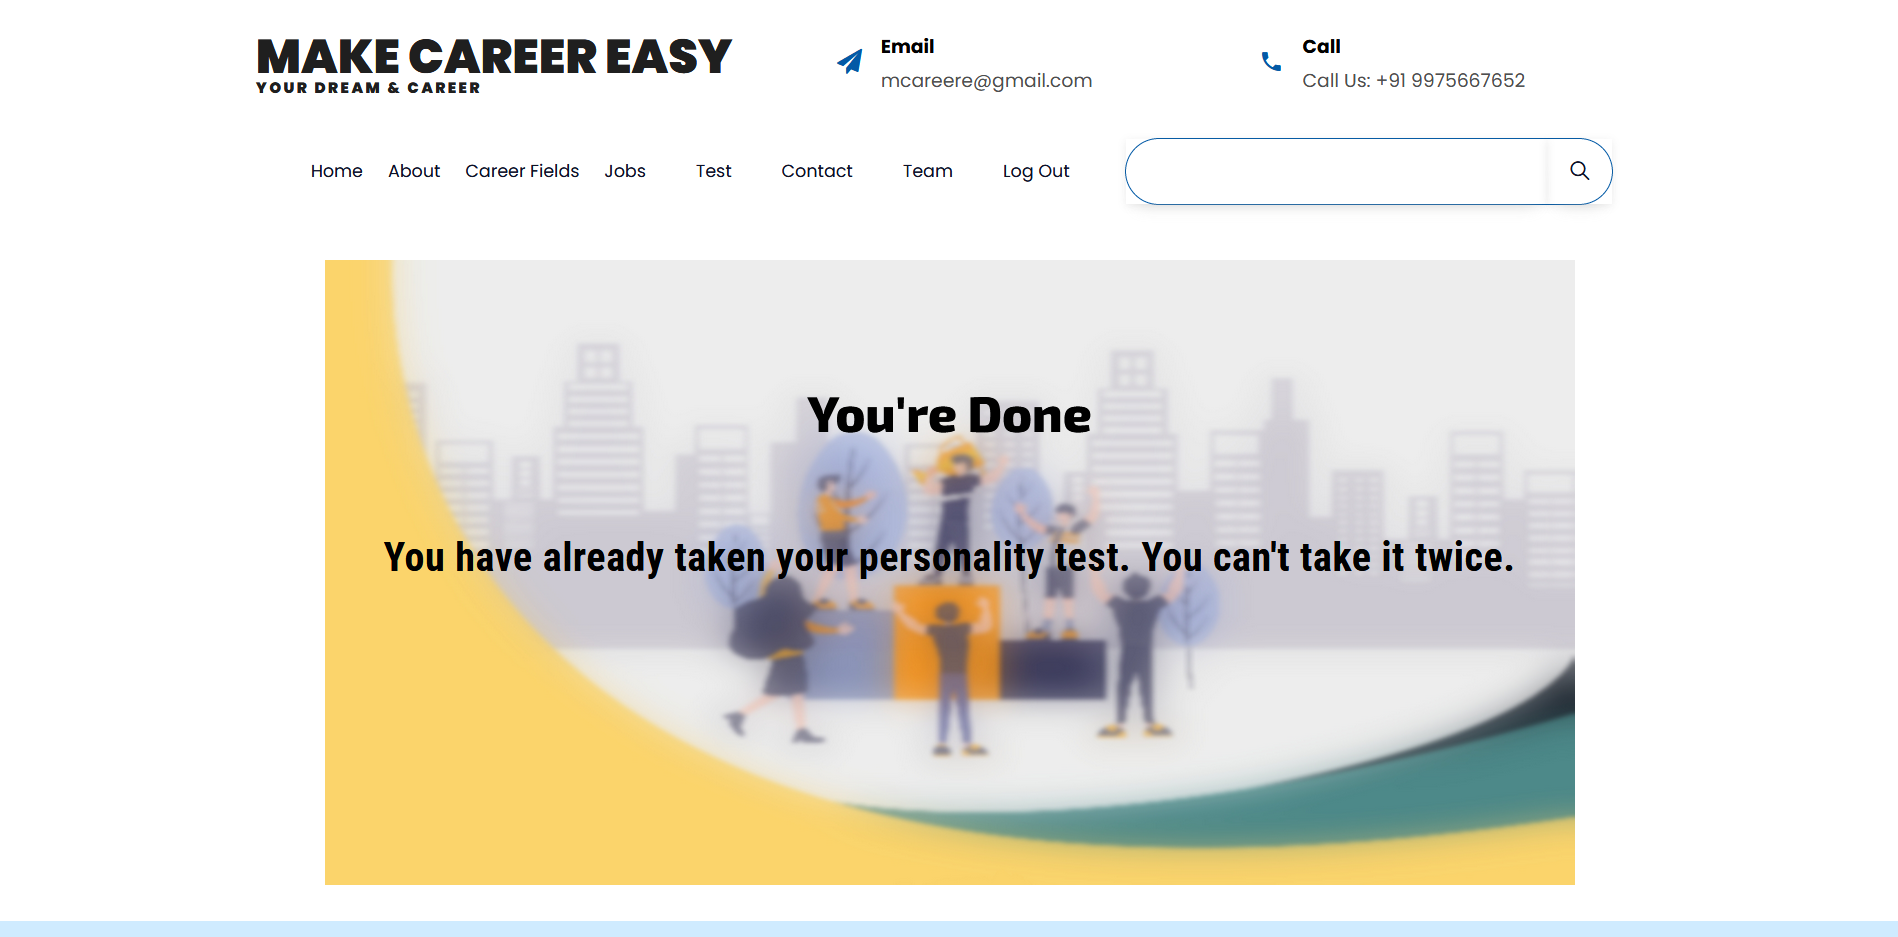 MAKE CAREER EASY
YOUR DREAM & CAREER
Email
mcareere@gmail.com
Call
Call Us: +91 9975667652
Home About Career Fields Jobs Test Contact Team Log Out
You're Done
You have already taken your personality test. You can't take it twice.